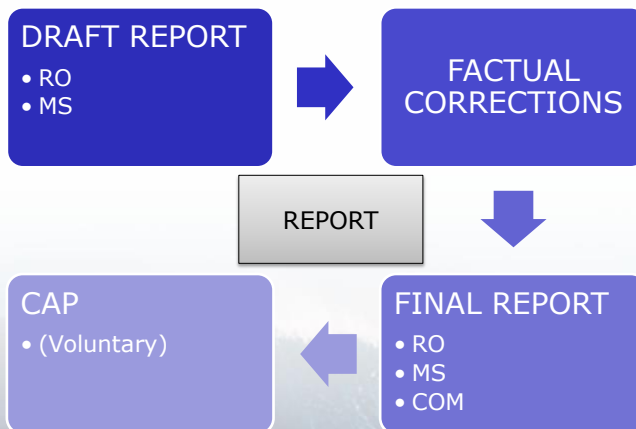 DRAFT REPORT
• RO
• MS
FACTUAL
CORRECTIONS
REPORT
CAP
• (Voluntary)
FINAL REPORT
• RO
• MS
• COM